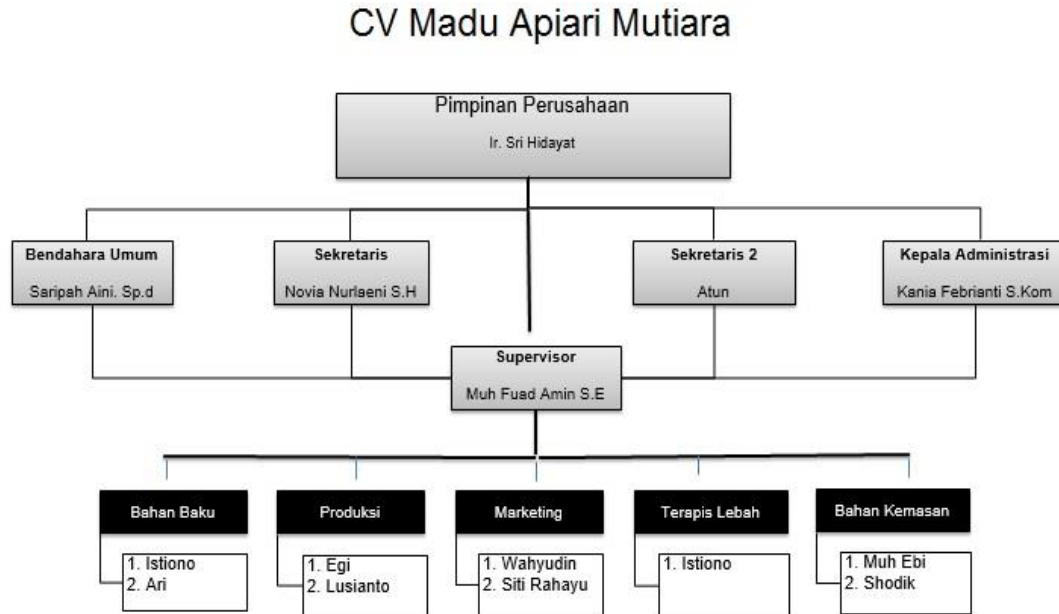 CV Madu Apiari Mutiara
Pimpinan Perusahaan
Ir. Sri Hidayat
Bendahara Umum
Saripah Aini. Sp.d
Sekretaris
Novia Nurlaeni S.H
Sekretaris 2
Atun
Kepala Administrasi
Kania Febrianti S.Kom
Supervisor
Muh Fuad Amin S.E
Bahan Baku
1. Istiono
2. Ari
Produksi
1. Egi
2. Lusianto
Marketing
1. Wahyudin
2. Siti Rahayu
Terapis Lebah
1. Istiono
Bahan Kemasan
1. Muh Ebi
2. Shodik